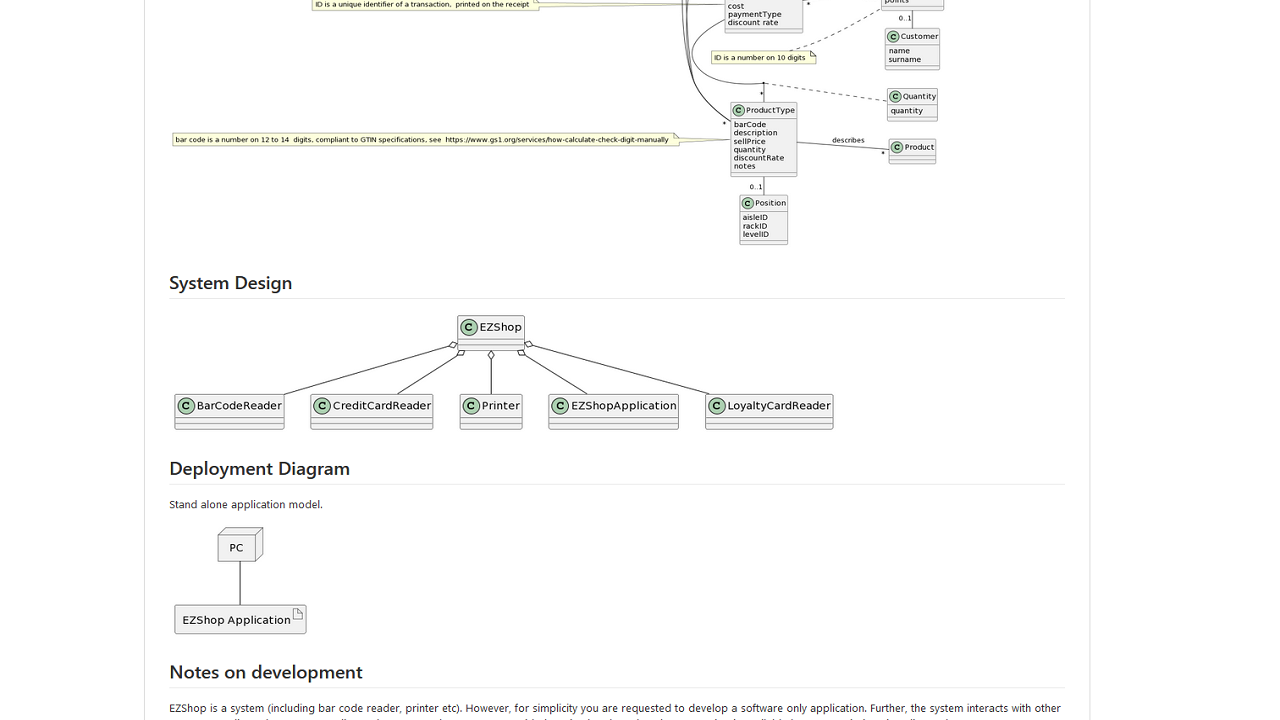 ID is a unique identifier of a transaction, printed on the receipt
cost
paymentType
discount rate
*
points
0..1
C Customer
name
surname
ID is a number on 10 digits
C Quantity
quantity
*
*
C ProductType
barCode
description
sellPrice
quantity
discountRate
notes
bar code is a number on 12 to 14 digits, compliant to GTIN specifications, see https://www.gs1.org/services/how-calculate-check-digit-manually
describes
*
C Product
0..1
C Position
aisleID
rackID
levelID
System Design
C EZShop
C BarCodeReader
C CreditCardReader
C Printer
C EZShopApplication
C LoyaltyCardReader
Deployment Diagram
Stand alone application model.
PC
EZShop Application
Notes on development
EZShop is a system (including bar code reader, printer etc). However, for simplicity you are requested to develop a software only application. Further, the system interacts with other